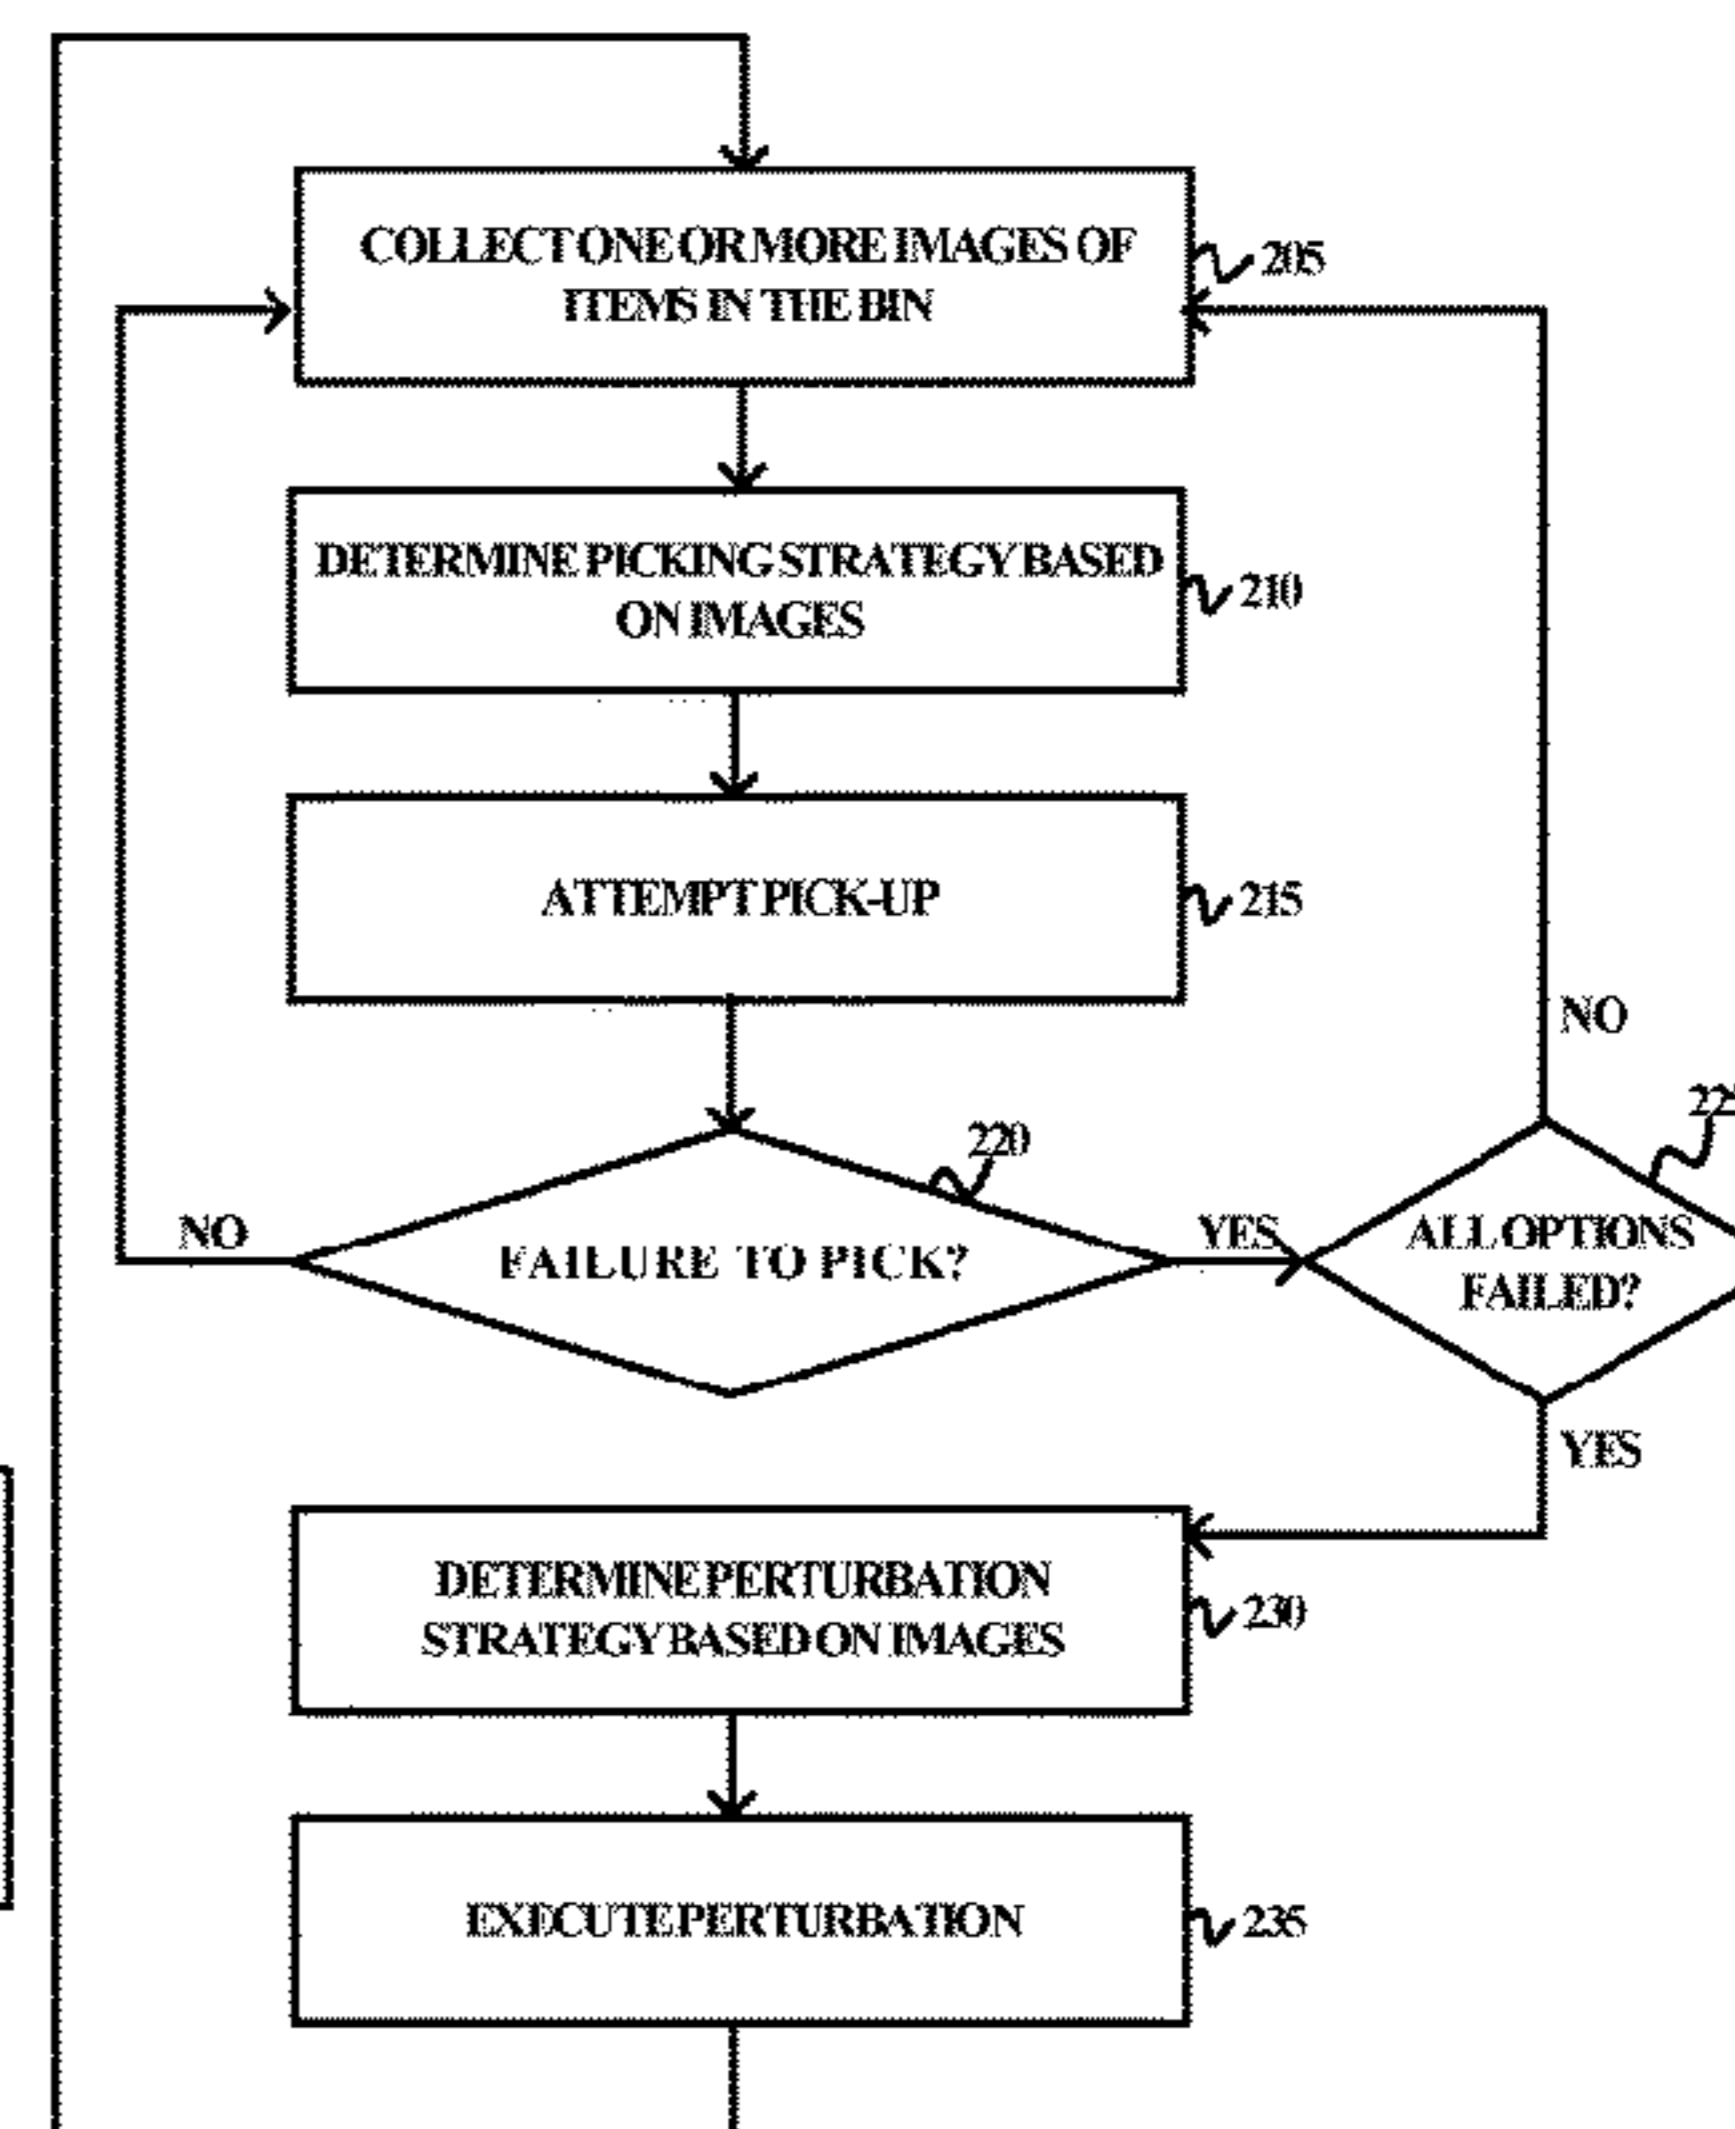 COLLECT ONE OR MORE IMAGES OF
ITEMS IN THE BIN
205
DETERMINE PICKING STRATEGY BASED
ON IMAGES
210
ATTEMPT PICK-UP
215
NO
220
NO
FAILURE TO PICK?
YES
ALL OPTIONS
FAILED?
YES
DETERMINE PERTURBATION
STRATEGY BASED ON IMAGES
230
EXECUTE PERTURBATION
235